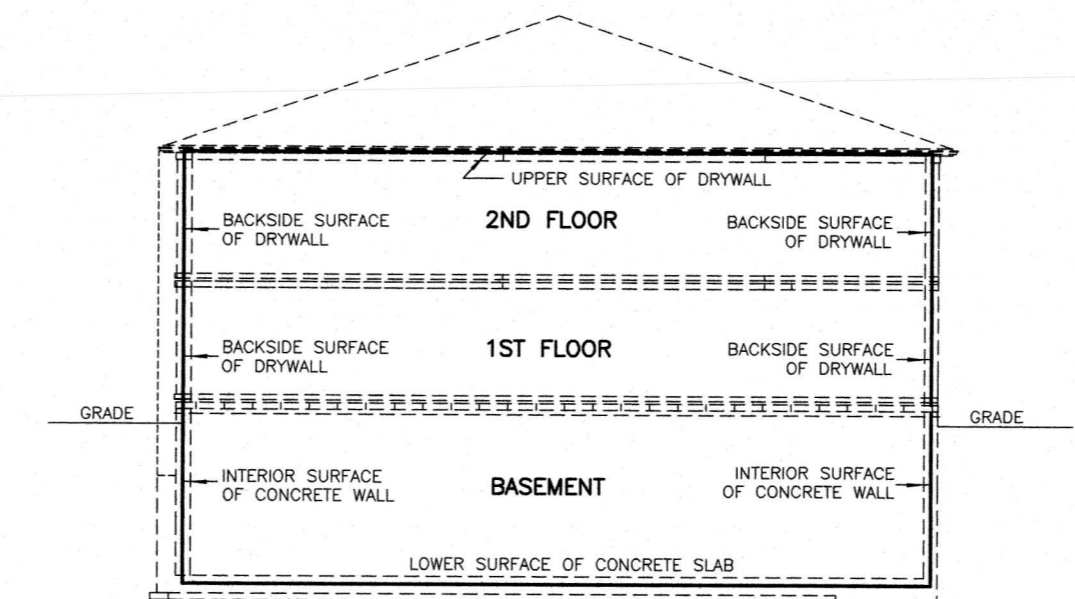 UPPER SURFACE OF DRYWALL
BACKSIDE SURFACE
OF DRYWALL
2ND FLOOR
BACKSIDE SURFACE
OF DRYWALL
BACKSIDE SURFACE
OF DRYWALL
1ST FLOOR
BACKSIDE SURFACE
OF DRYWALL
GRADE
GRADE
INTERIOR SURFACE
OF CONCRETE WALL
BASEMENT
INTERIOR SURFACE
OF CONCRETE WALL
LOWER SURFACE OF CONCRETE SLAB